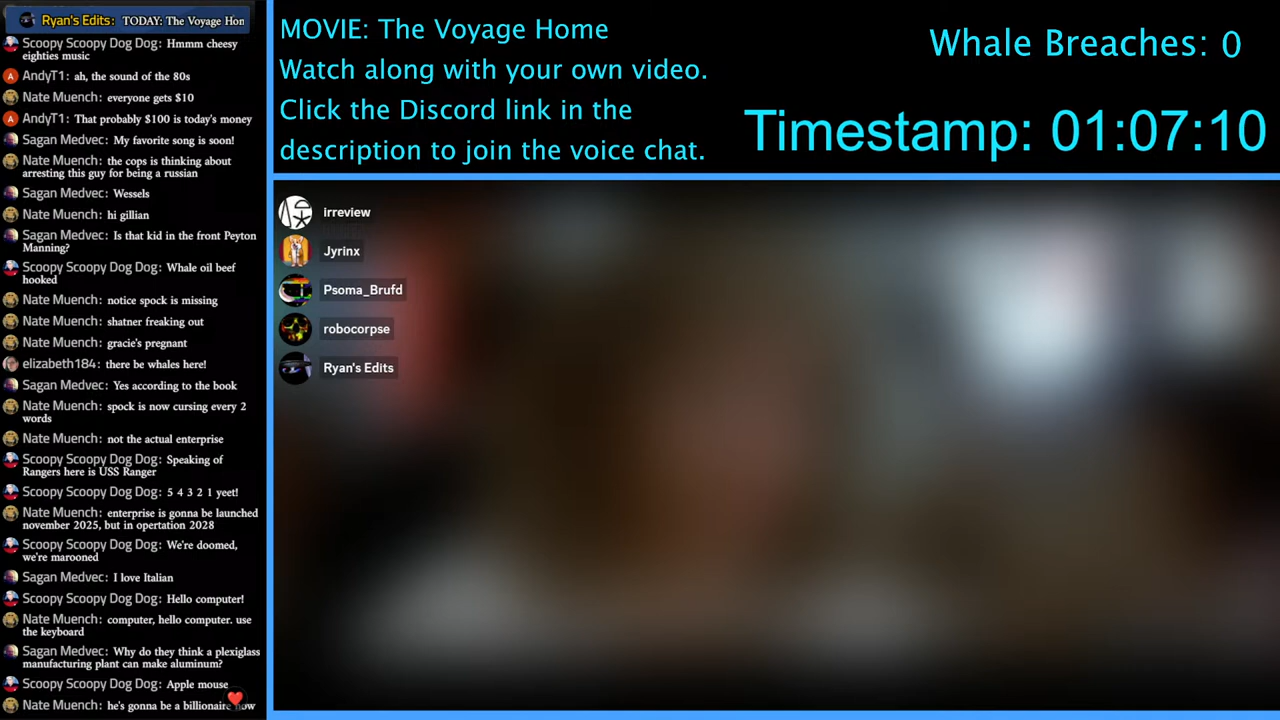 Ryan's Edits: TODAY: The Voyage Hon
Scoopy Scoopy Dog Dog: Hmmm cheesy
eighties music
A AndyT1: ah, the sound of the 80s
Nate Muench: everyone gets $10
A AndyT1: That probably $100 is today's money
Sagan Medvec: My favorite song is soon!
Nate Muench: the cops is thinking about
arresting this guy for being a russian
Sagan Medvec: Wessels
Nate Muench: hi gillian
Sagan Medvec: Is that kid in the front Peyton
Manning?
Scoopy Scoopy Dog Dog: Whale oil beef
hooked
Nate Muench: notice spock is missing
Nate Muench: shatner freaking out
Nate Muench: gracie's pregnant
elizabeth184: there be whales here!
Sagan Medvec: Yes according to the book
Nate Muench: spock is now cursing every 2
words
Nate Muench: not the actual enterprise
Scoopy Scoopy Dog Dog: Speaking of
Rangers here is USS Ranger
Scoopy Scoopy Dog Dog: 5 4 3 2 1 yeet!
Nate Muench: enterprise is gonna be launched
november 2025, but in opertation 2028
Scoopy Scoopy Dog Dog: We're doomed,
we're marooned
Sagan Medvec: I love Italian
Scoopy Scoopy Dog Dog: Hello computer!
Nate Muench: computer, hello computer. use
the keyboard
Sagan Medvec: Why do they think a plexiglass
manufacturing plant can make aluminum?
Scoopy Scoopy Dog Dog: Apple mouse
Nate Muench: he's gonna be a billionaire now
MOVIE: The Voyage Home
Watch along with your own video.
Click the Discord link in the
description to join the voice chat.
Whale Breaches: 0
Timestamp: 01:07:10
irreview
Jyrinx
Psoma_Brufd
robocorpse
Ryan's Edits